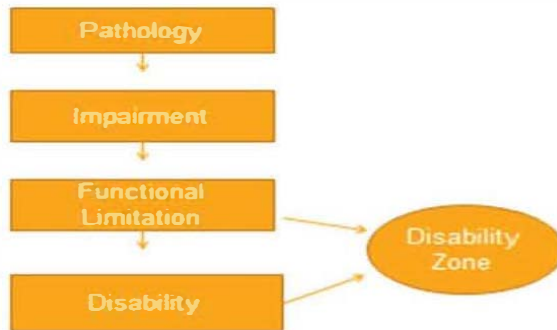 Pathology
Impairment
Functional
Limitation
Disability
Disability
Zone